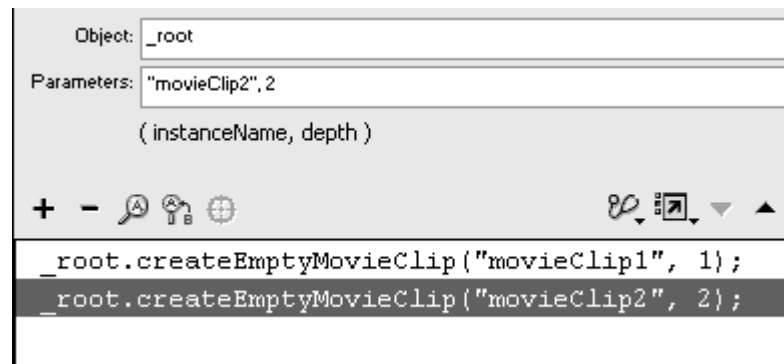 Object: _root
Parameters: "movieClip2", 2
( instanceName, depth )
_root.createEmptyMovieClip("movieClip1", 1);
_root.createEmptyMovieClip("movieClip2", 2);